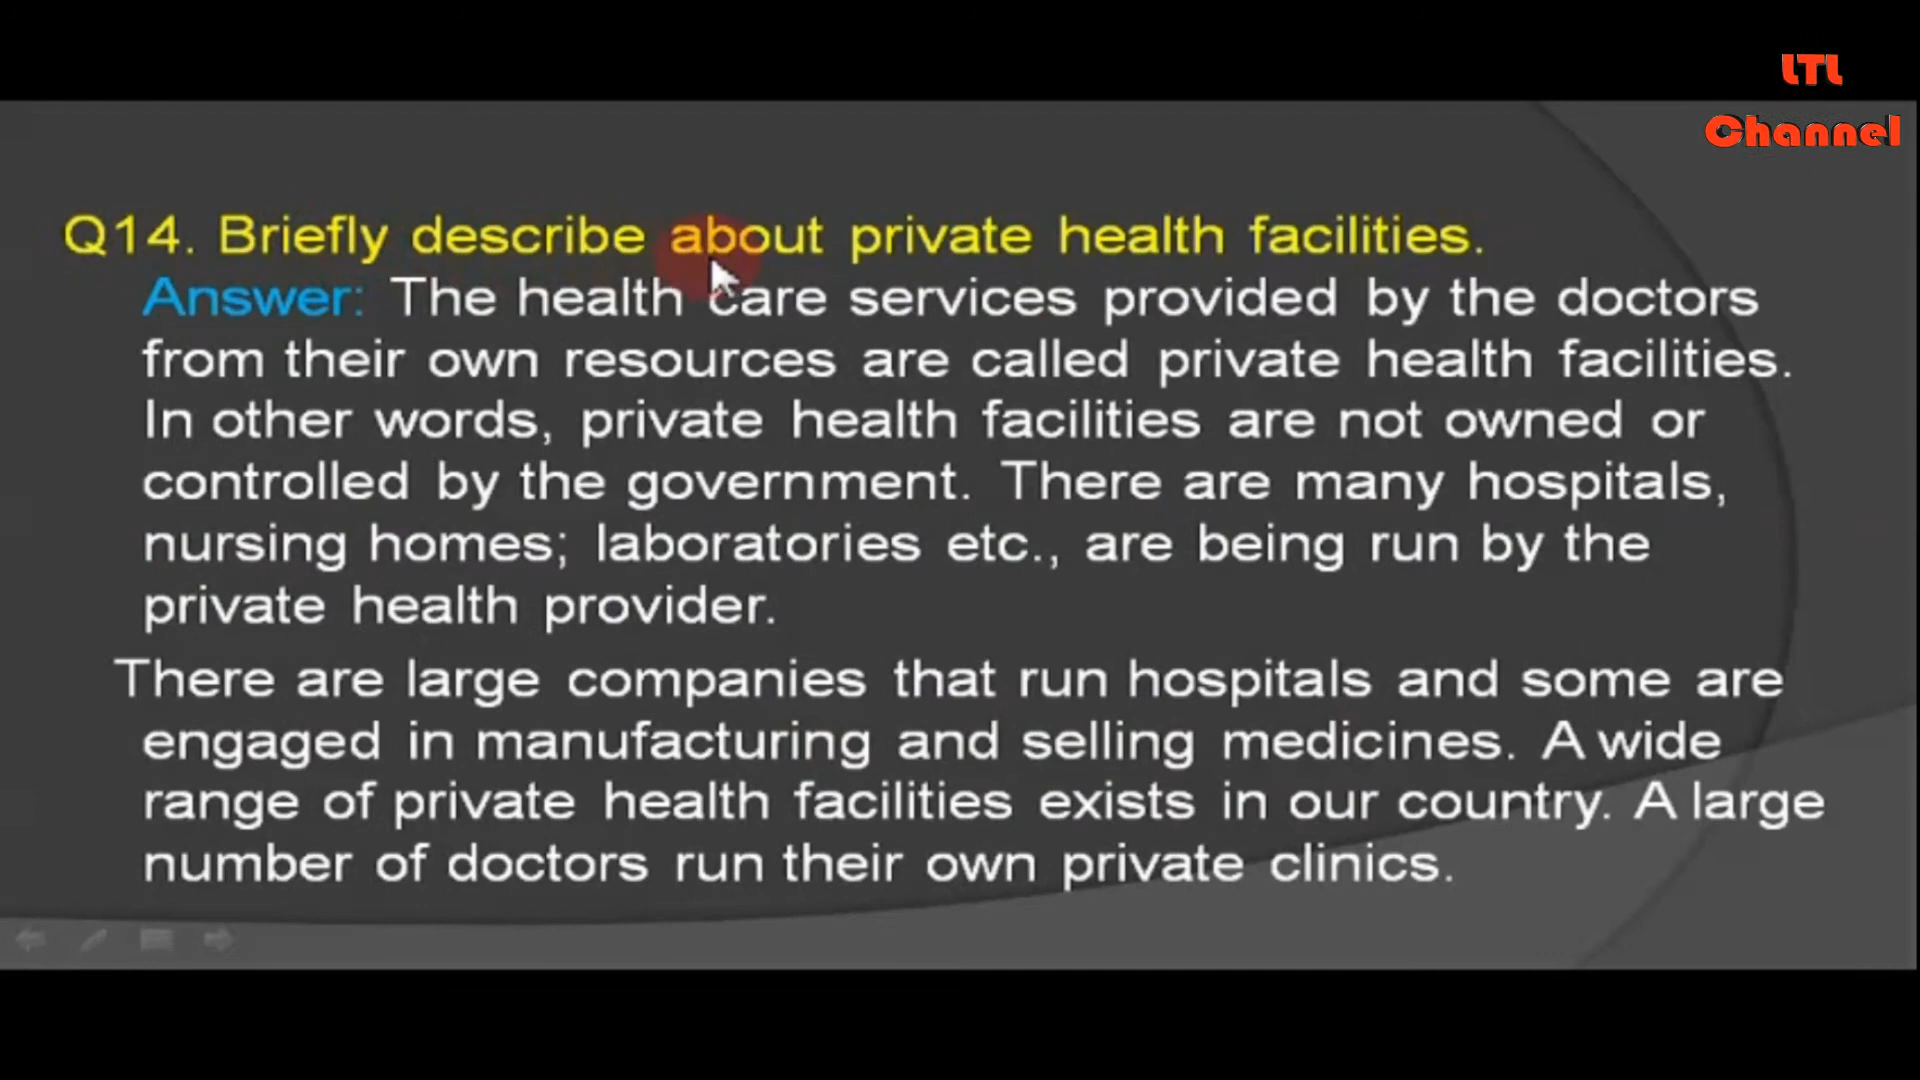 LTL
Channel
Q14. Briefly describe about private health facilities.
Answer: The health care services provided by the doctors
from their own resources are called private health facilities.
In other words, private health facilities are not owned or
controlled by the government. There are many hospitals,
nursing homes; laboratories etc., are being run by the
private health provider.
There are large companies that run hospitals and some are
engaged in manufacturing and selling medicines. A wide
range of private health facilities exists in our country. A large
number of doctors run their own private clinics.